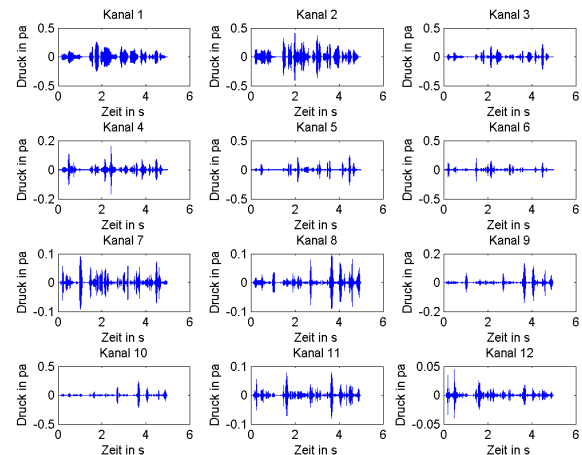 Kanal 1 Kanal 2 Kanal 3
0.5 0.5 0.5
Druck in pa Druck in pa Druck in pa
0 0 0
-0.5 -0.5 -0.5
0 2 4 6 0 2 4 6 0 2 4 6
Zeit in s Zeit in s Zeit in s
Kanal 4 Kanal 5 Kanal 6
0.2 0.5 0.5
Druck in pa Druck in pa Druck in pa
0 0 0
-0.2 -0.5 -0.5
0 2 4 6 0 2 4 6 0 2 4 6
Zeit in s Zeit in s Zeit in s
Kanal 7 Kanal 8 Kanal 9
0.1 0.1 0.2
Druck in pa Druck in pa Druck in pa
0 0 0
-0.1 -0.1 -0.2
0 2 4 6 0 2 4 6 0 2 4 6
Zeit in s Zeit in s Zeit in s
Kanal 10 Kanal 11 Kanal 12
0.5 0.1 0.05
Druck in pa Druck in pa Druck in pa
0 0 0
-0.5 -0.1 -0.05
0 2 4 6 0 2 4 6 0 2 4 6
Zeit in s Zeit in s Zeit in s